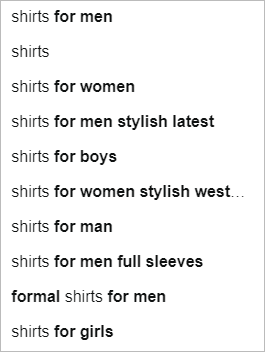 shirts for men
shirts
shirts for women
shirts for men stylish latest
shirts for boys
shirts for women stylish west...
shirts for man
shirts for men full sleeves
formal shirts for men
shirts for girls